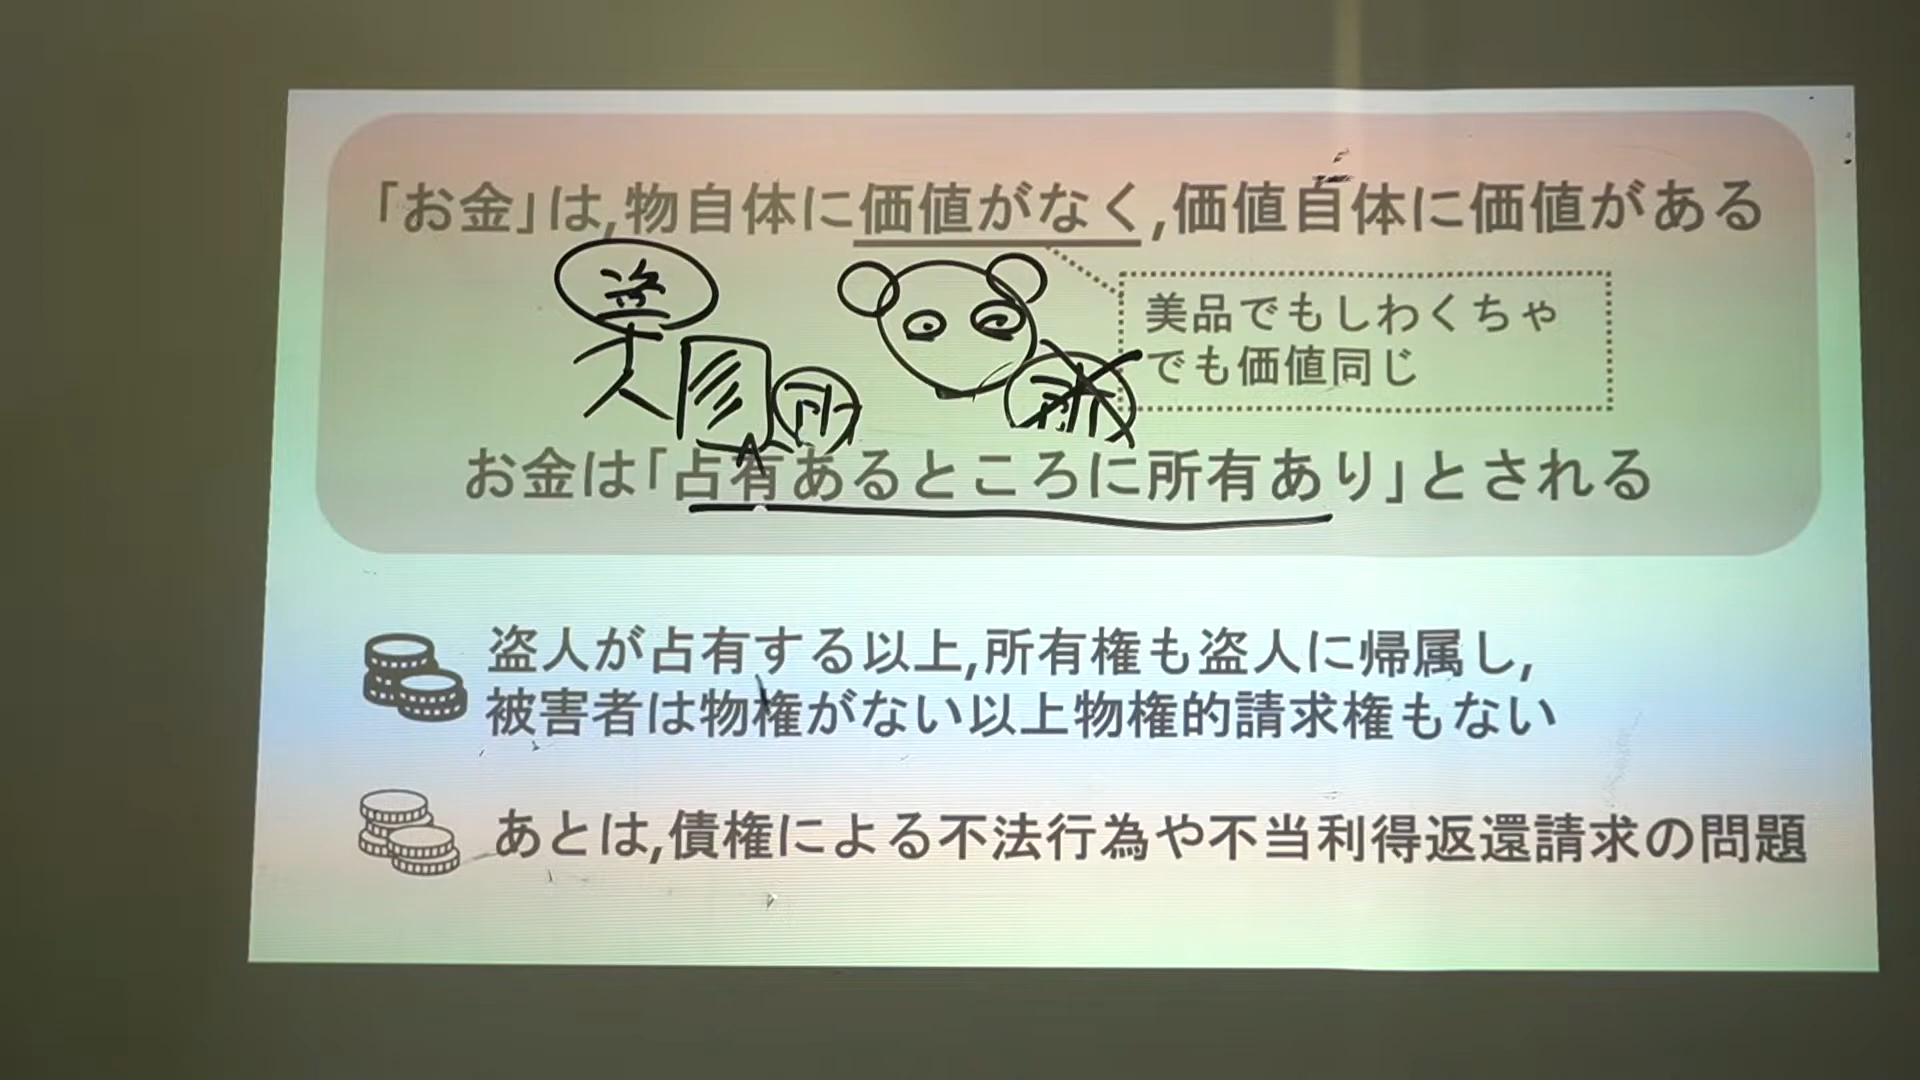 「お金」は,物自体に価値がなく,価値自体に価値がある
盗
所
所
美品でもしわくちゃ
でも価値同じ
お金は「占有あるところに所有あり」とされる
盗人が占有する以上,所有権も盗人に帰属し,
被害者は物権がない以上物権的請求権もない
あとは,債権による不法行為や不当利得返還請求の問題